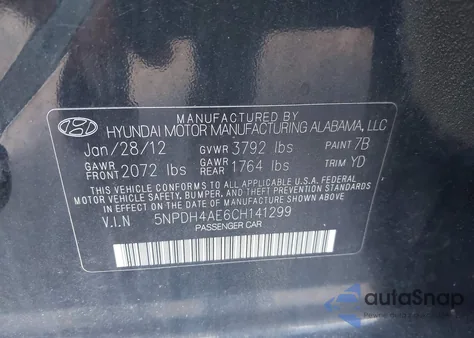 MANUFACTURED BY
HYUNDAI MOTOR MANUFACTURING ALABAMA, LLC
Jan/28/12 GVWR 3792 lbs PAINT 7B
GAWR FRONT 2072 lbs GAWR REAR 1764 lbs TRIM YD
THIS VEHICLE CONFORMS TO ALL APPLICABLE U.S. FEDERAL
MOTOR VEHICLE SAFETY, BUMPER, AND THEFT PREVENTION STANDARDS
IN EFFECT ON THE DATE OF MANUFACTURE SHOWN ABOVE.
V.I.N 5NPDH4AE6CH141299
PASSENGER CAR
autoSnap